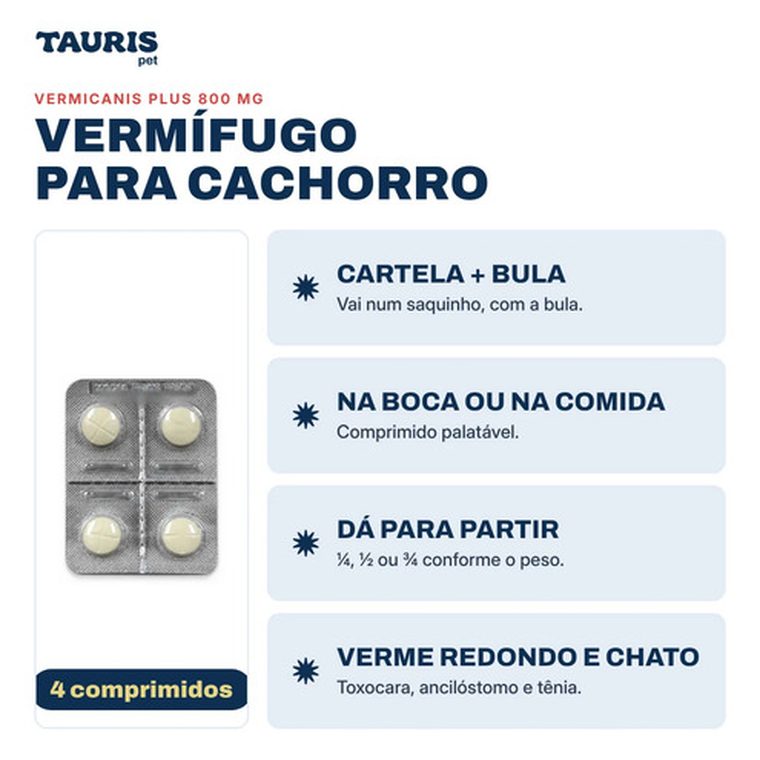 TAURIS
pet
VERMICANIS PLUS 800 MG
VERMÍFUGO
PARA CACHORRO
CARTELA + BULA
Vai num saquinho, com a bula.
NA BOCA OU NA COMIDA
Comprimido palatável.
DÁ PARA PARTIR
¼, ½ ou ¾ conforme o peso.
VERME REDONDO E CHATO
Toxocara, ancilóstomo e tênia.
4 comprimidos